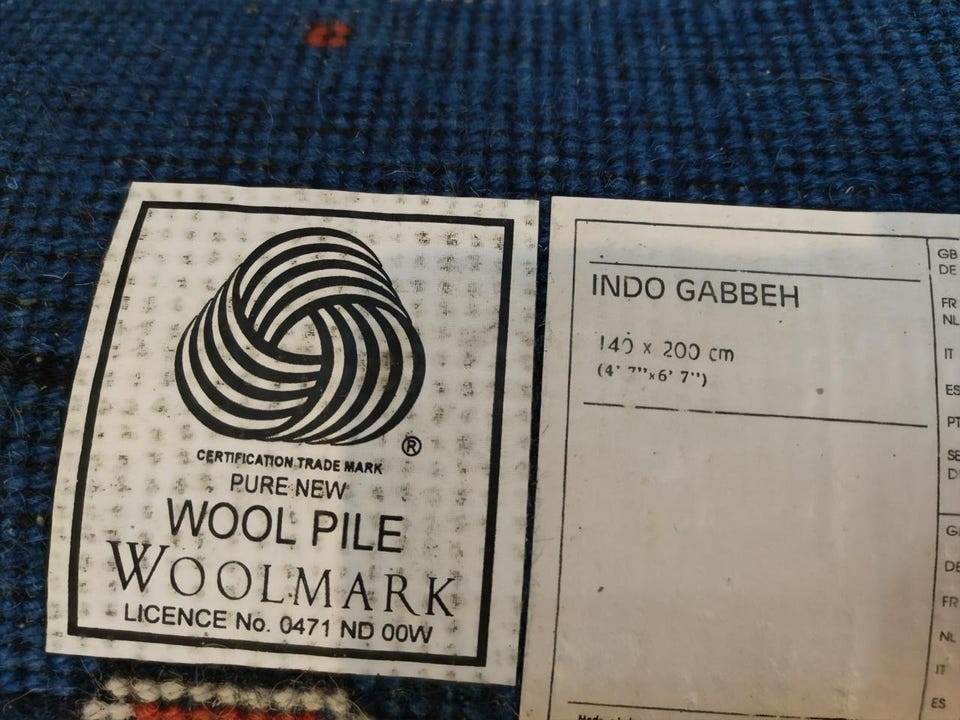 ®
CERTIFICATION TRADE MARK
PURE NEW
WOOL PILE
WOOLMARK
LICENCE No. 0471 ND 00W
INDO GABBEH
140 x 200 cm
(4' 7"x6' 7")
GB
DE
FR
NL
IT
ES
PT
SE
DE
FR
NL
IT
ES